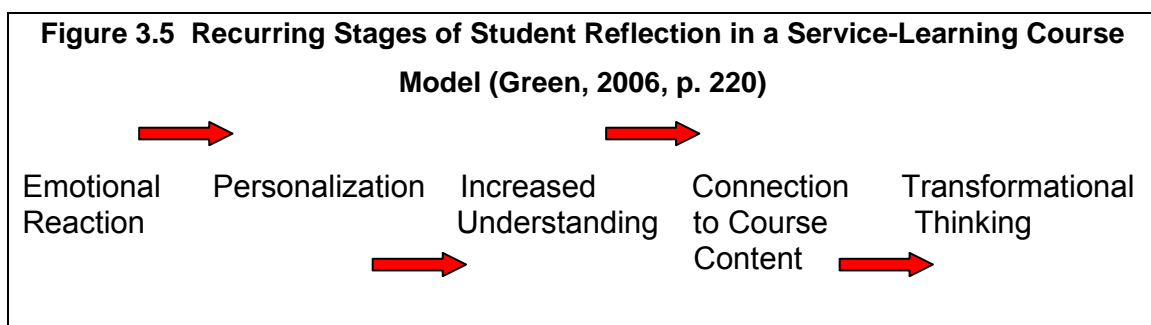 Figure 3.5 Recurring Stages of Student Reflection in a Service-Learning Course
Model (Green, 2006, p. 220)
Emotional Personalization Increased Connection Transformational
Reaction Understanding to Course Thinking
Content